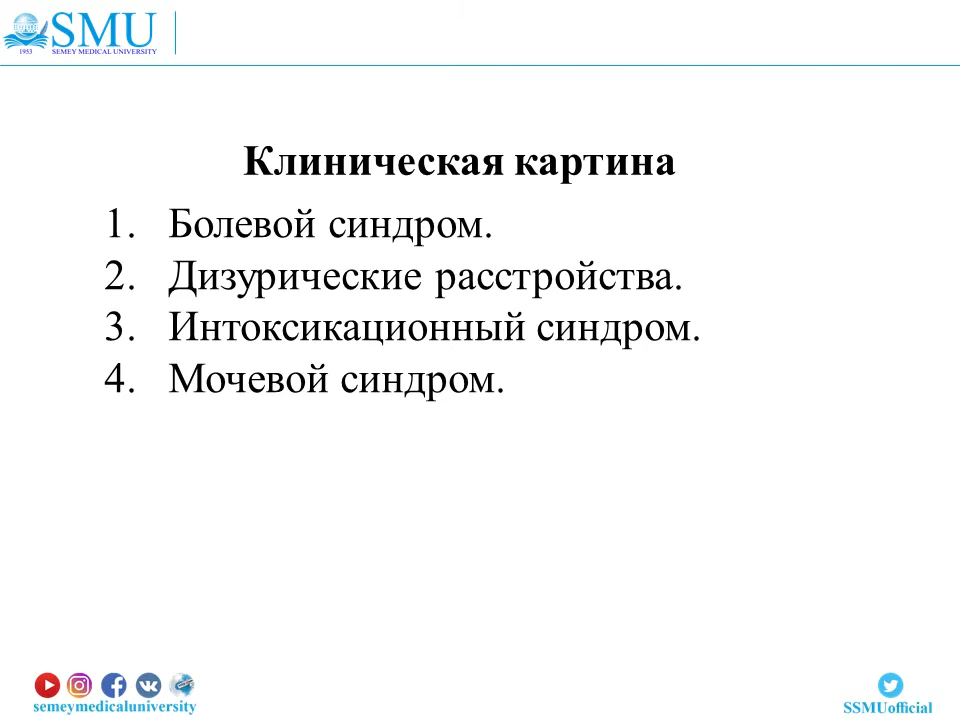 SMU
1953 SEMEY MEDICAL UNIVERSITY
Клиническая картина
1. Болевой синдром.
2. Дизурические расстройства.
3. Интоксикационный синдром.
4. Мочевой синдром.
semeymedicaluniversity
SSMUofficial